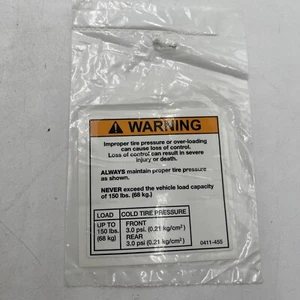 WARNING
Improper tire pressure or over-loading
can cause loss of control.
Loss of control can result in severe
injury or death.
ALWAYS maintain proper tire pressure
as shown.
NEVER exceed the vehicle load capacity
of 150 lbs. (68 kg.)
LOAD COLD TIRE PRESSURE
UP TO
150 lbs.
(68 kg)
FRONT
3.0 psi. (0.21 kg/cm²)
REAR
3.0 psi. (0.21 kg/cm²)
0411-455